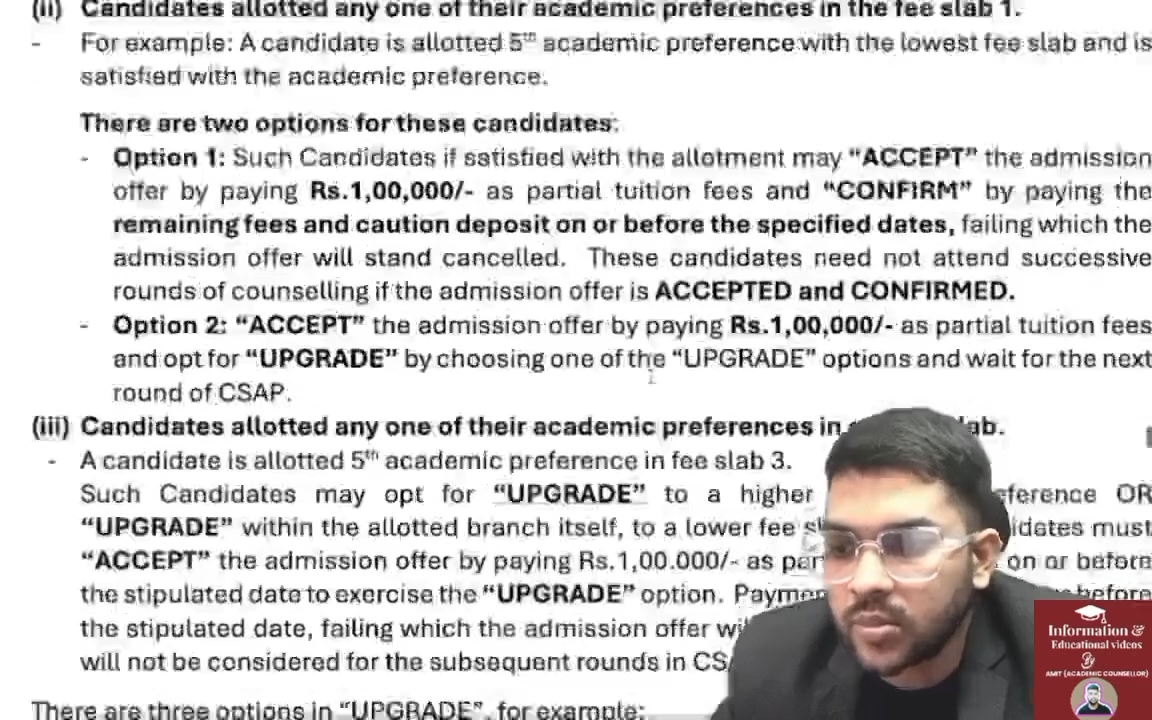 (ii) Candidates allotted any one of their academic preferences in the fee slab 1.
- For example: A candidate is allotted 5th academic preference with the lowest fee slab and is
satisfied with the academic preference.
There are two options for these candidates:
- Option 1: Such Candidates if satisfied with the allotment may “ACCEPT” the admission
offer by paying Rs.1,00,000/- as partial tuition fees and “CONFIRM” by paying the
remaining fees and caution deposit on or before the specified dates, failing which the
admission offer will stand cancelled. These candidates need not attend successive
rounds of counselling if the admission offer is ACCEPTED and CONFIRMED.
- Option 2: “ACCEPT” the admission offer by paying Rs.1,00,000/- as partial tuition fees
and opt for “UPGRADE” by choosing one of the “UPGRADE” options and wait for the next
round of CSAP.
(iii) Candidates allotted any one of their academic preferences in
- A candidate is allotted 5th academic preference in fee slab 3.
Such Candidates may opt for “UPGRADE” to a higher OR
“UPGRADE” within the allotted branch itself, to a lower fee must
“ACCEPT” the admission offer by paying Rs.1,00.000/- as on or before
the stipulated date to exercise the “UPGRADE” option. before
the stipulated date, failing which the admission offer
will not be considered for the subsequent rounds in
There are three options in “UPGRADE”, for example:
Information &
Educational videos
By
AMIT (ACADEMIC COUNSELLOR)